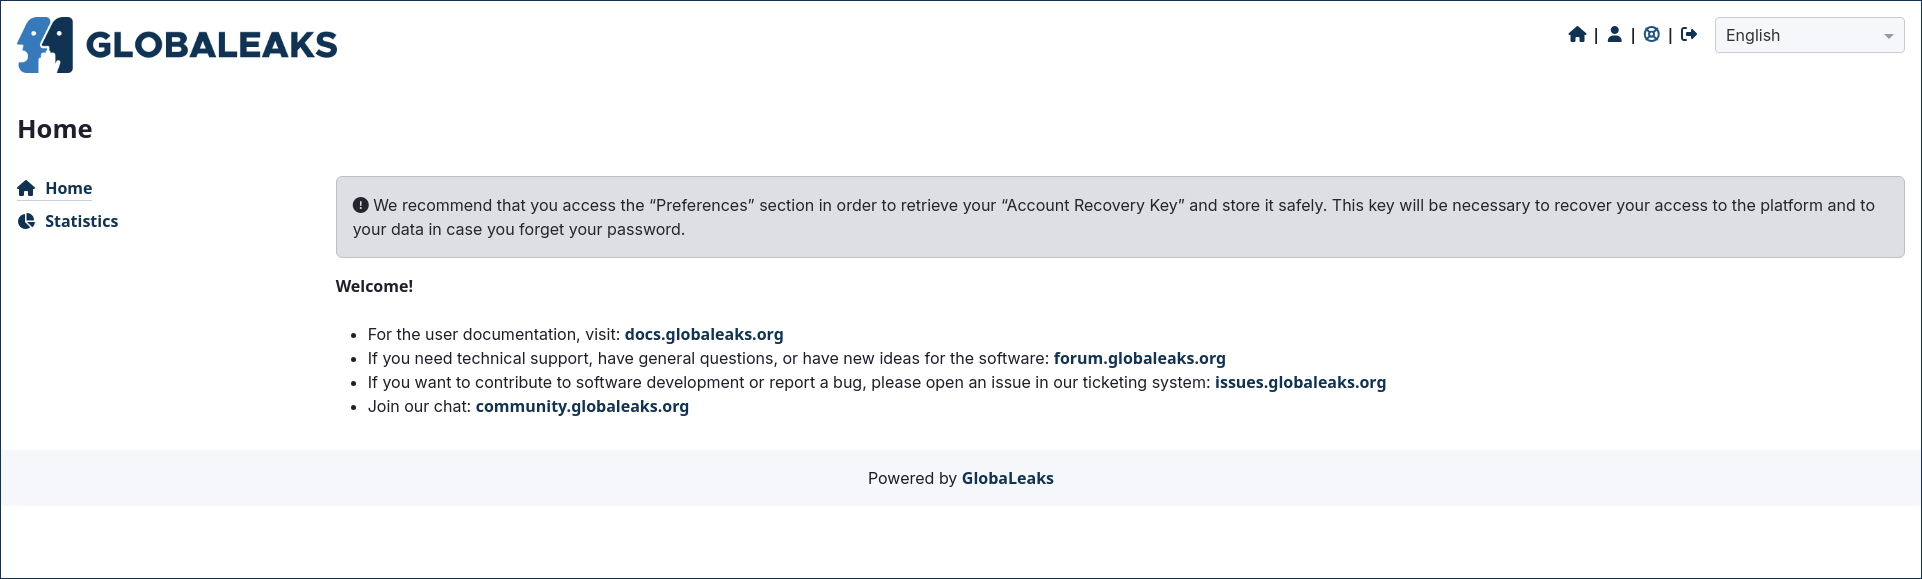 GLOBALEAKS
| | |
English
Home
Home
Statistics
We recommend that you access the “Preferences” section in order to retrieve your “Account Recovery Key” and store it safely. This key will be necessary to recover your access to the platform and to
your data in case you forget your password.
Welcome!
• For the user documentation, visit: docs.globaleaks.org
• If you need technical support, have general questions, or have new ideas for the software: forum.globaleaks.org
• If you want to contribute to software development or report a bug, please open an issue in our ticketing system: issues.globaleaks.org
• Join our chat: community.globaleaks.org
Powered by GlobaLeaks